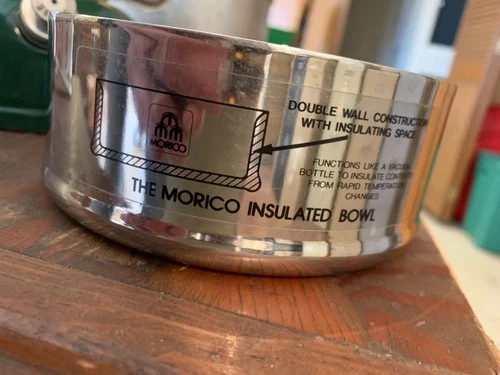 MORICO
DOUBLE WALL CONSTRUCTION
WITH INSULATING SPACE
FUNCTIONS LIKE A VACUUM
BOTTLE TO INSULATE CONTENTS
FROM RAPID TEMPERATURE
CHANGES
THE MORICO INSULATED BOWL